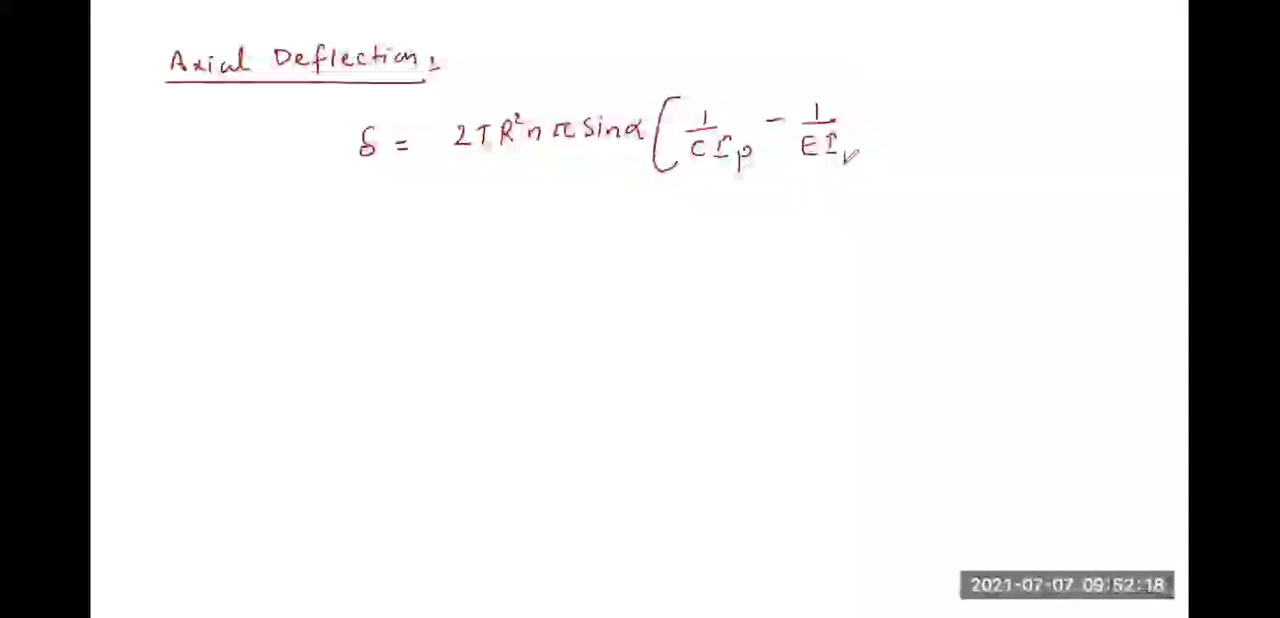 Axial Deflection:
δ = 2TR²nπ sinα ( 1/CIp - 1/EI
2021-07-07 09:52:18